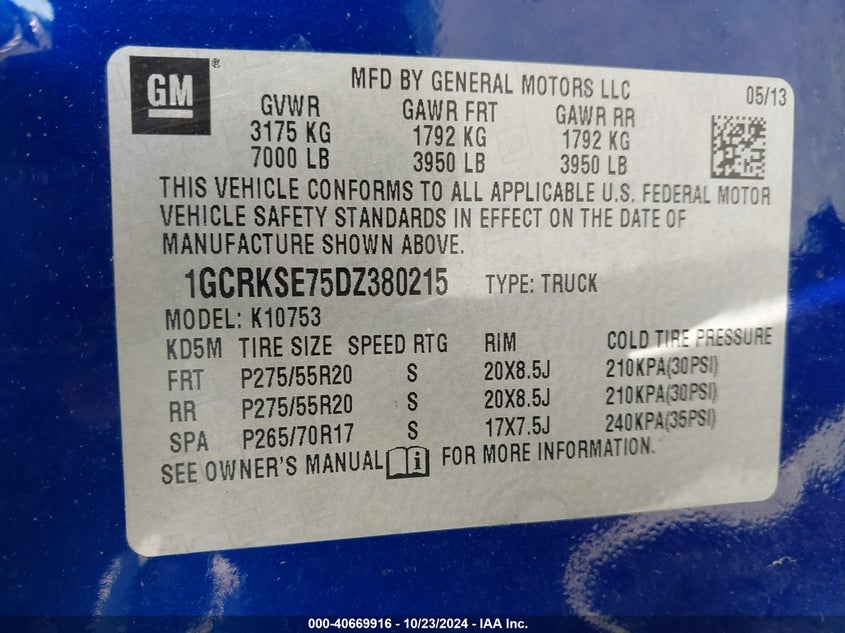 GM®
MFD BY GENERAL MOTORS LLC 05/13
GVWR GAWR FRT GAWR RR
3175 KG 1792 KG 1792 KG
7000 LB 3950 LB 3950 LB
THIS VEHICLE CONFORMS TO ALL APPLICABLE U.S. FEDERAL MOTOR
VEHICLE SAFETY STANDARDS IN EFFECT ON THE DATE OF
MANUFACTURE SHOWN ABOVE.
1GCRKSE75DZ380215 TYPE: TRUCK
MODEL: K10753
KD5M TIRE SIZE SPEED RTG RIM COLD TIRE PRESSURE
FRT P275/55R20 S 20X8.5J 210KPA(30PSI)
RR P275/55R20 S 20X8.5J 210KPA(30PSI)
SPA P265/70R17 S 17X7.5J 240KPA(35PSI)
SEE OWNER'S MANUAL i FOR MORE INFORMATION.
000-40669916 - 10/23/2024 - IAA Inc.